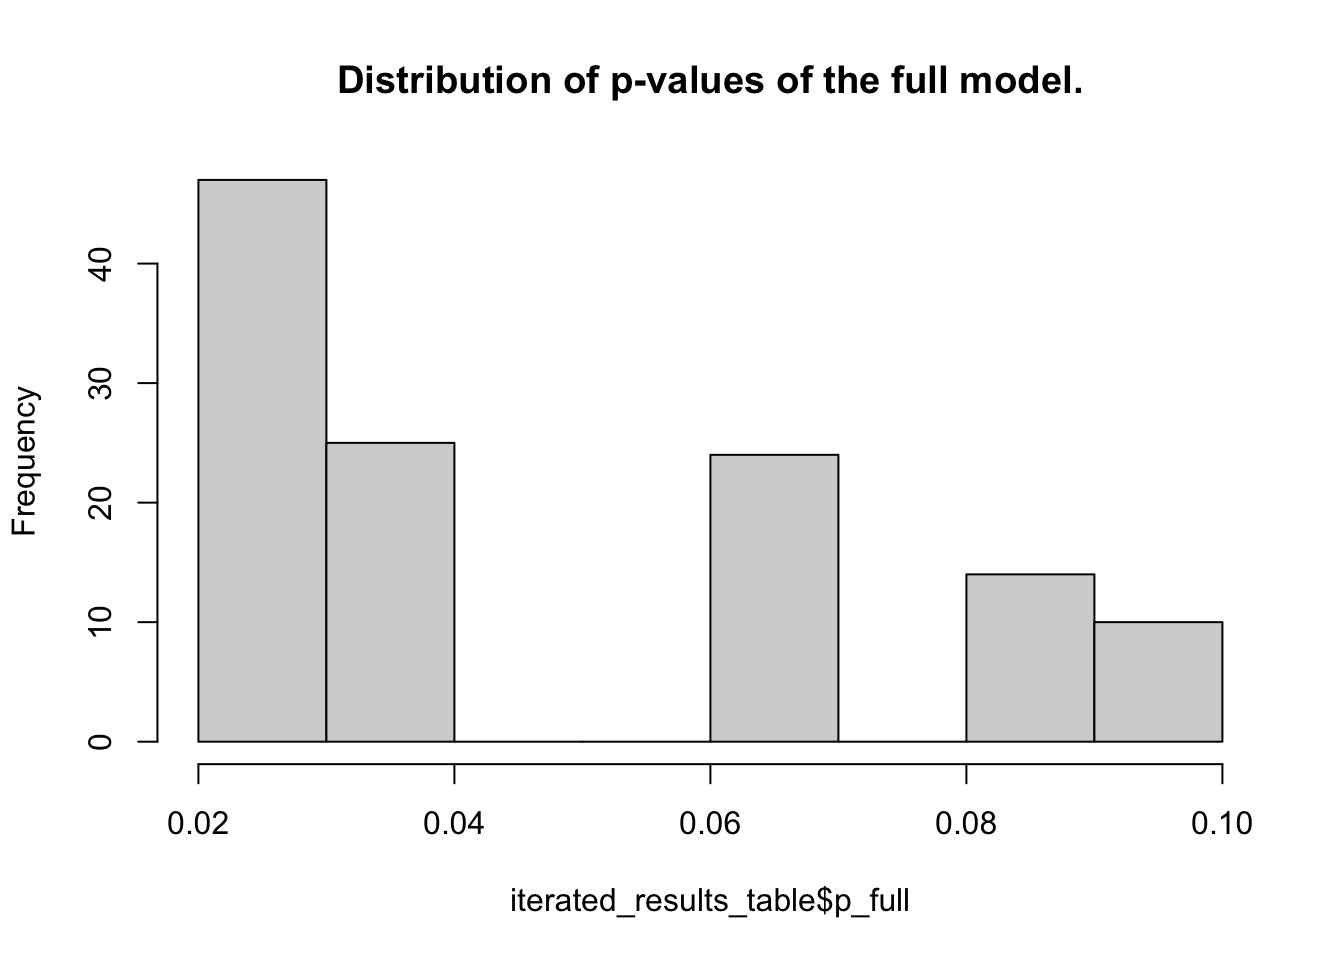 Distribution of p-values of the full model.
Frequency
40
30
20
10
0
0.02 0.04 0.06 0.08 0.10
iterated_results_table$p_full